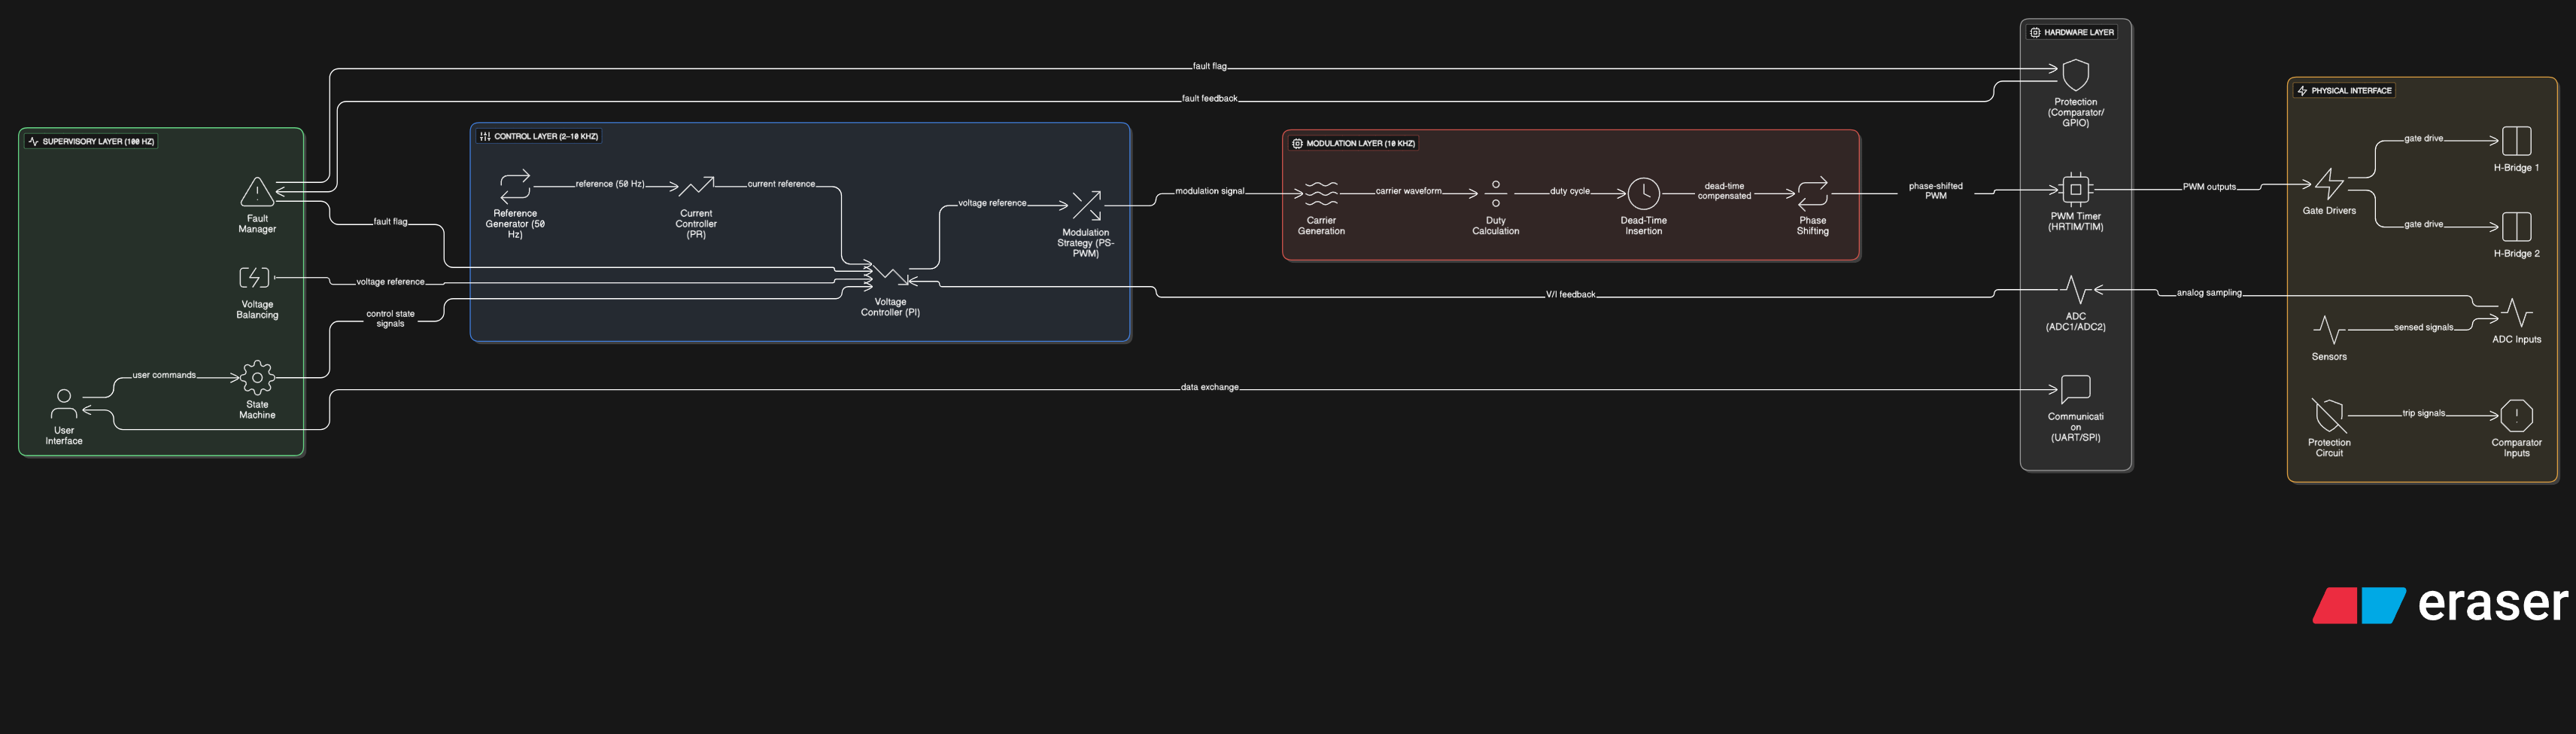 HARDWARE LAYER
fault flag
Protection
(Comparator/
GPIO)
fault feedback
PHYSICAL INTERFACE
SUPERVISORY LAYER (100 HZ)
CONTROL LAYER (2–10 KHZ)
MODULATION LAYER (10 KHZ)
gate drive
H-Bridge 1
Fault
Manager
fault flag
Reference
Generator (50
Hz)
reference (50 Hz)
Current
Controller
(PR)
current reference
voltage reference
Modulation
Strategy (PS-
PWM)
modulation signal
Carrier
Generation
carrier waveform
Duty
Calculation
duty cycle
Dead-Time
Insertion
dead-time
compensated
Phase
Shifting
phase-shifted
PWM
PWM Timer
(HRTIM/TIM)
PWM outputs
Gate Drivers
gate drive
H-Bridge 2
Voltage
Balancing
voltage reference
Voltage
Controller (PI)
V/I feedback
ADC
(ADC1/ADC2)
analog sampling
Sensors
sensed signals
ADC Inputs
control state
signals
user commands
State
Machine
User
Interface
data exchange
Communicati
on
(UART/SPI)
Protection
Circuit
trip signals
Comparator
Inputs
eraser